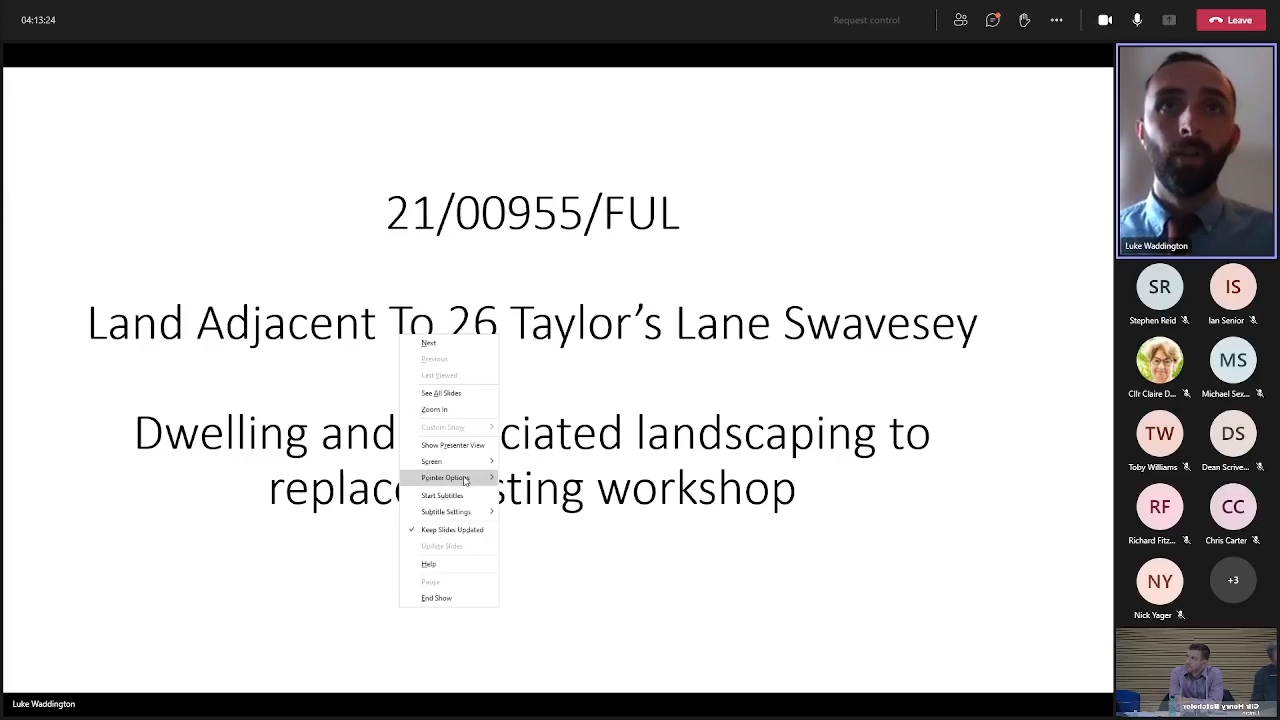 04:13:24
Request control
Leave
21/00955/FUL
Land Adjacent To 26 Taylor's Lane Swavesey
Dwelling and
ciated landscaping to
replace
sting workshop
Next
Previous
Last Viewed
See All Slides
Zoom In
Custom Show
Show Presenter View
Screen
Pointer Options
Start Subtitles
Subtitle Settings
Keep Slides Updated
Update Slides
Help
Pause
End Show
Luke Waddington
Luke Waddington
SR
IS
Stephen Reid
Ian Senior
MS
Cllr Claire D...
Michael Sex...
TW
DS
Toby Williams
Dean Scrive...
RF
CC
Richard Fitz...
Chris Carter
NY
+3
Nick Yager
Cllr Henry Batchelor